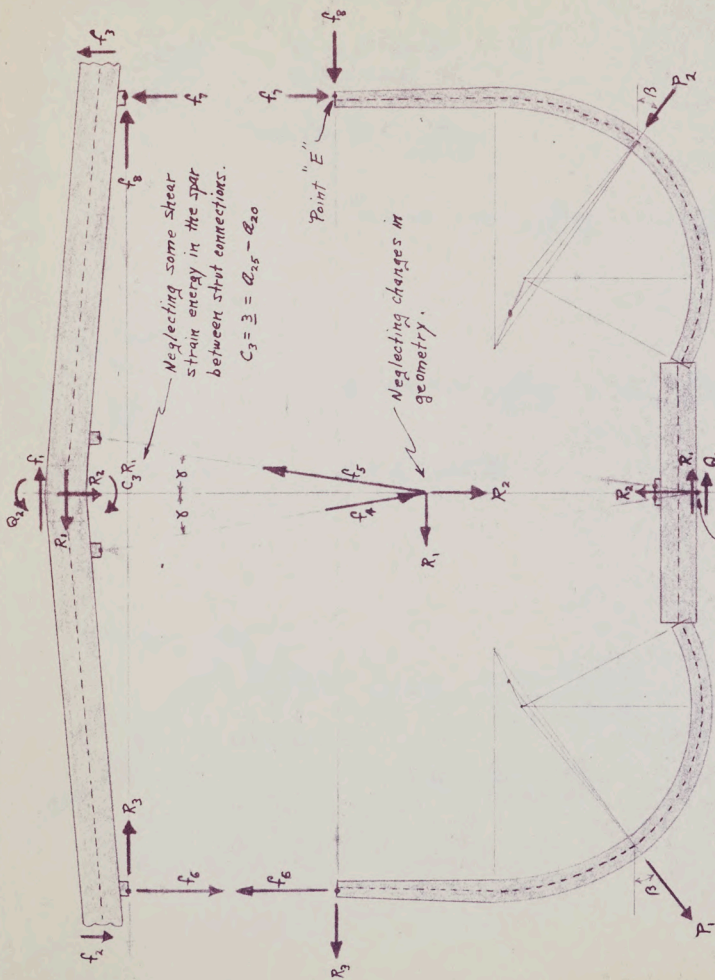 Neglecting some shear
strain energy in the spar
between strut connections.
C₃ = 3 = a₂₅ - a₂₀
Neglecting changes in
geometry.
Point "E"
Q₂
f₁
R₁
R₂
C₃R₁
f₂
f₃
R₃
f₆
f₆
R₃
f₇
f₈
f₇
f₈
γ
γ
f₄
f₅
R₁
R₂
R₂
R₁
Q
P₁
β
P₂
β